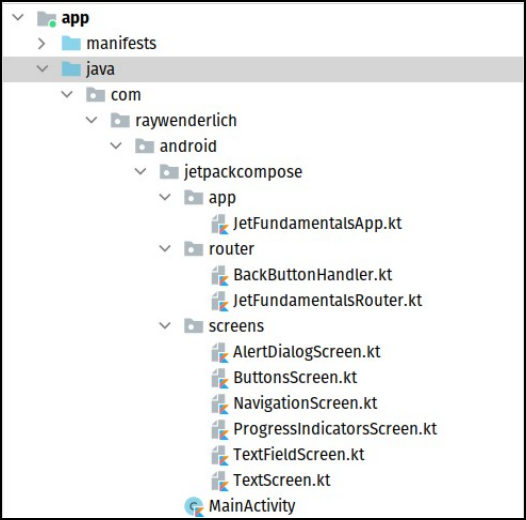 app
manifests
java
com
raywenderlich
android
jetpackcompose
app
JetFundamentalsApp.kt
router
BackButtonHandler.kt
JetFundamentalsRouter.kt
screens
AlertDialogScreen.kt
ButtonsScreen.kt
NavigationScreen.kt
ProgressIndicatorsScreen.kt
TextFieldScreen.kt
TextScreen.kt
MainActivity